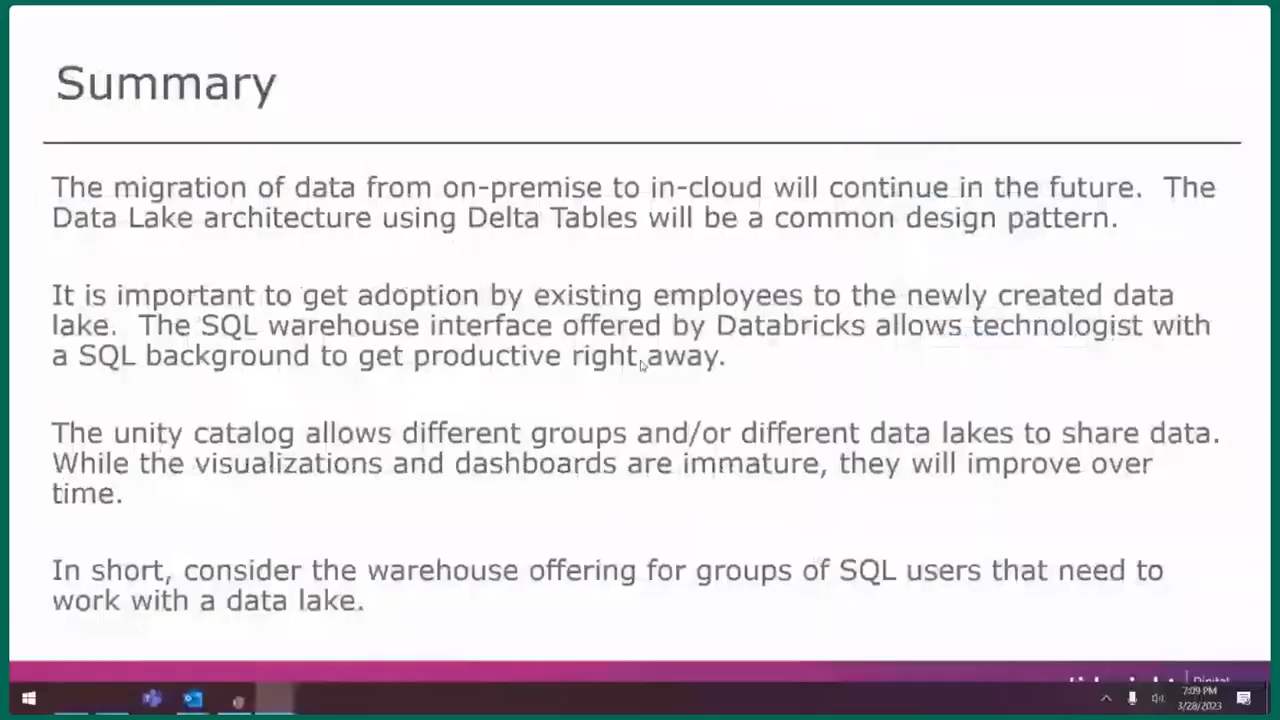 Summary
The migration of data from on-premise to in-cloud will continue in the future. The
Data Lake architecture using Delta Tables will be a common design pattern.
It is important to get adoption by existing employees to the newly created data
lake. The SQL warehouse interface offered by Databricks allows technologist with
a SQL background to get productive right away.
The unity catalog allows different groups and/or different data lakes to share data.
While the visualizations and dashboards are immature, they will improve over
time.
In short, consider the warehouse offering for groups of SQL users that need to
work with a data lake.
Digital
7:09 PM
3/28/2023